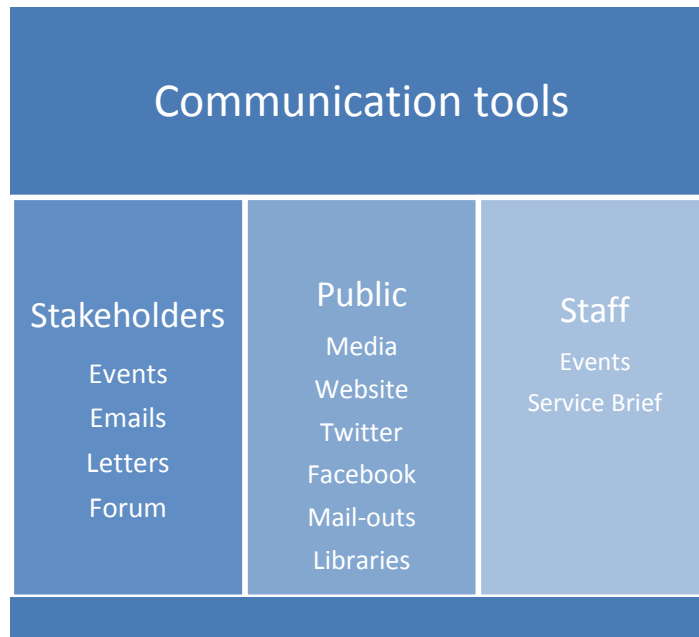 Communication tools
Stakeholders
Events
Emails
Letters
Forum
Public
Media
Website
Twitter
Facebook
Mail-outs
Libraries
Staff
Events
Service Brief